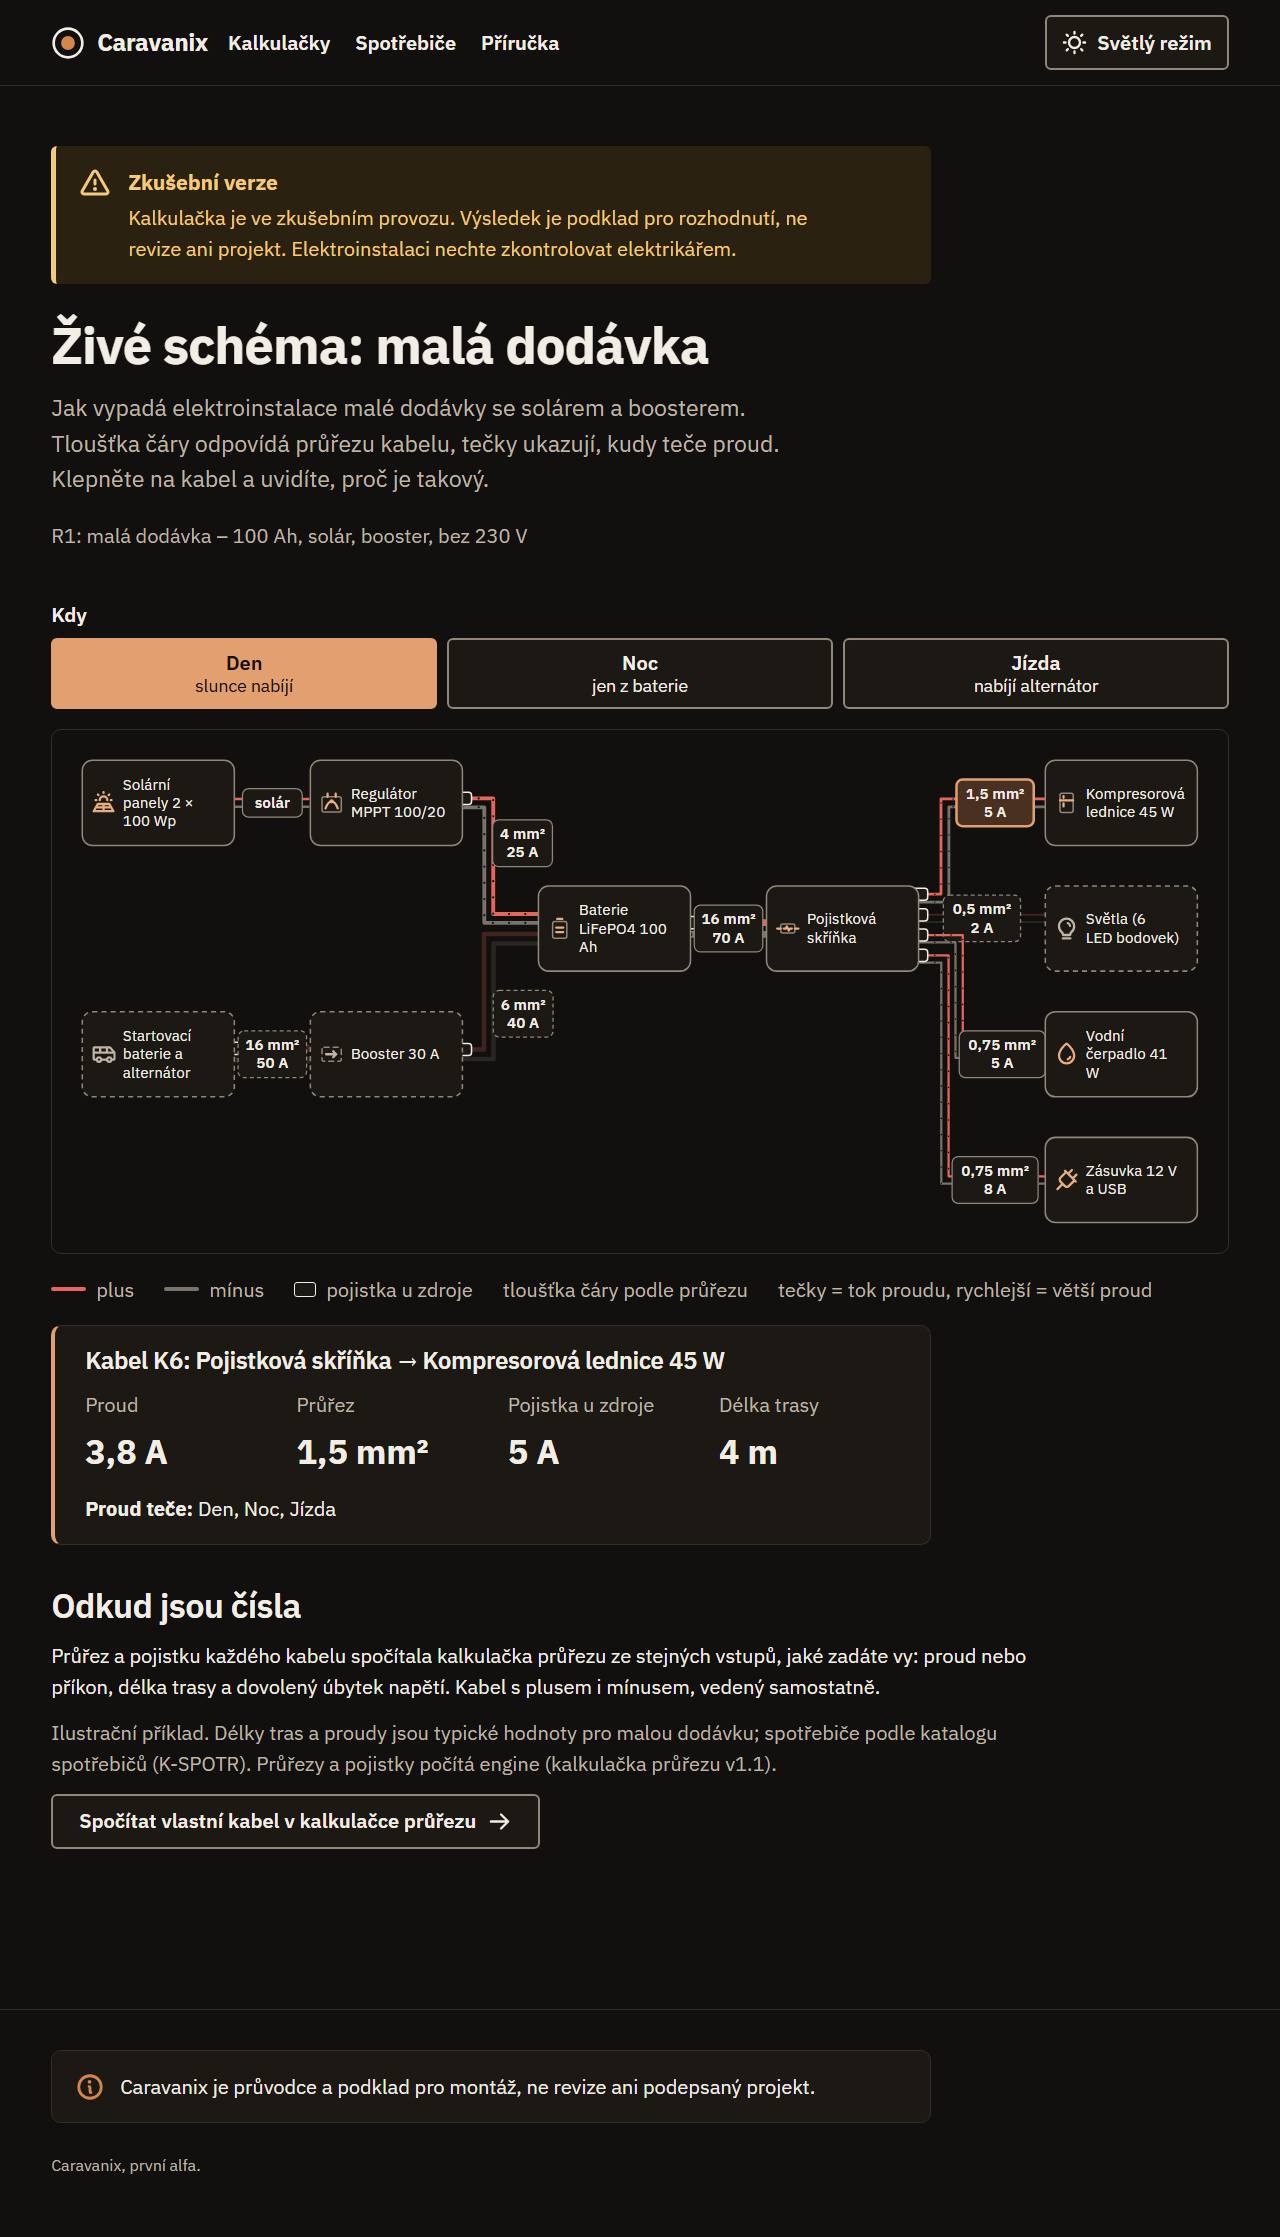 Caravanix Kalkulačky Spotřebiče Příručka Světlý režim
Zkušební verze
Kalkulačka je ve zkušebním provozu. Výsledek je podklad pro rozhodnutí, ne
revize ani projekt. Elektroinstalaci nechte zkontrolovat elektrikářem.
Živé schéma: malá dodávka
Jak vypadá elektroinstalace malé dodávky se solárem a boosterem.
Tloušťka čáry odpovídá průřezu kabelu, tečky ukazují, kudy teče proud.
Klepněte na kabel a uvidíte, proč je takový.
R1: malá dodávka – 100 Ah, solár, booster, bez 230 V
Kdy
Den
slunce nabíjí
Noc
jen z baterie
Jízda
nabíjí alternátor
Solární
panely 2 ×
100 Wp
solár
Regulátor
MPPT 100/20
4 mm²
25 A
1,5 mm²
5 A
Kompresorová
lednice 45 W
Baterie
LiFePO4 100
Ah
16 mm²
70 A
Pojistková
skříňka
0,5 mm²
2 A
Světla (6
LED bodovek)
Startovací
baterie a
alternátor
16 mm²
50 A
Booster 30 A
6 mm²
40 A
0,75 mm²
5 A
Vodní
čerpadlo 41
W
0,75 mm²
8 A
Zásuvka 12 V
a USB
plus mínus pojistka u zdroje tloušťka čáry podle průřezu tečky = tok proudu, rychlejší = větší proud
Kabel K6: Pojistková skříňka → Kompresorová lednice 45 W
Proud Průřez Pojistka u zdroje Délka trasy
3,8 A 1,5 mm² 5 A 4 m
Proud teče: Den, Noc, Jízda
Odkud jsou čísla
Průřez a pojistku každého kabelu spočítala kalkulačka průřezu ze stejných vstupů, jaké zadáte vy: proud nebo
příkon, délka trasy a dovolený úbytek napětí. Kabel s plusem i mínusem, vedený samostatně.
Ilustrační příklad. Délky tras a proudy jsou typické hodnoty pro malou dodávku; spotřebiče podle katalogu
spotřebičů (K-SPOTR). Průřezy a pojistky počítá engine (kalkulačka průřezu v1.1).
Spočítat vlastní kabel v kalkulačce průřezu →
Caravanix je průvodce a podklad pro montáž, ne revize ani podepsaný projekt.
Caravanix, první alfa.